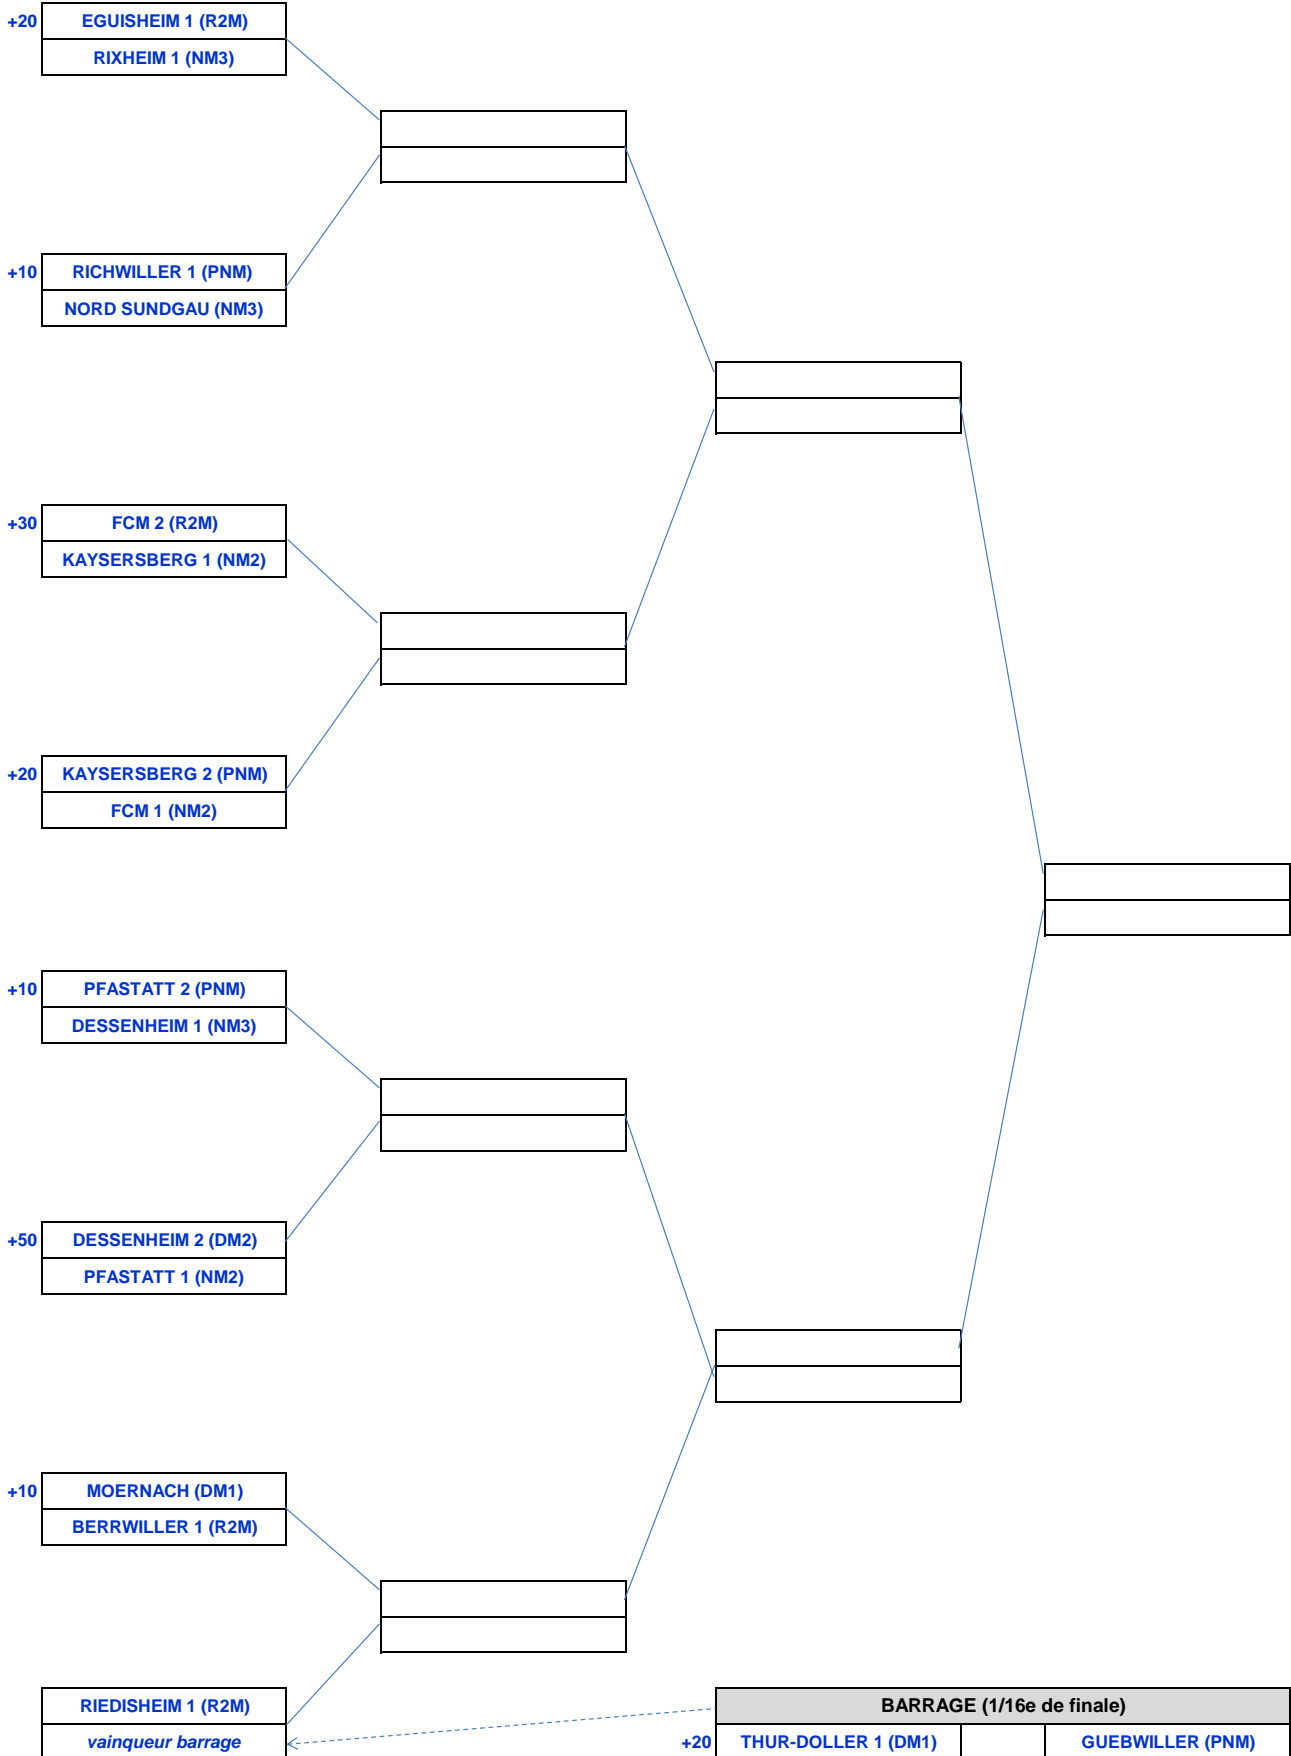 +20 EGUISHEIM 1 (R2M)
RIXHEIM 1 (NM3)
+10 RICHWILLER 1 (PNM)
NORD SUNDGAU (NM3)
+30 FCM 2 (R2M)
KAYSERSBERG 1 (NM2)
+20 KAYSERSBERG 2 (PNM)
FCM 1 (NM2)
+10 PFASTATT 2 (PNM)
DESSENHEIM 1 (NM3)
+50 DESSENHEIM 2 (DM2)
PFASTATT 1 (NM2)
+10 MOERNACH (DM1)
BERRWILLER 1 (R2M)
RIEDISHEIM 1 (R2M)
vainqueur barrage
BARRAGE (1/16e de finale)
+20 THUR-DOLLER 1 (DM1) GUEBWILLER (PNM)